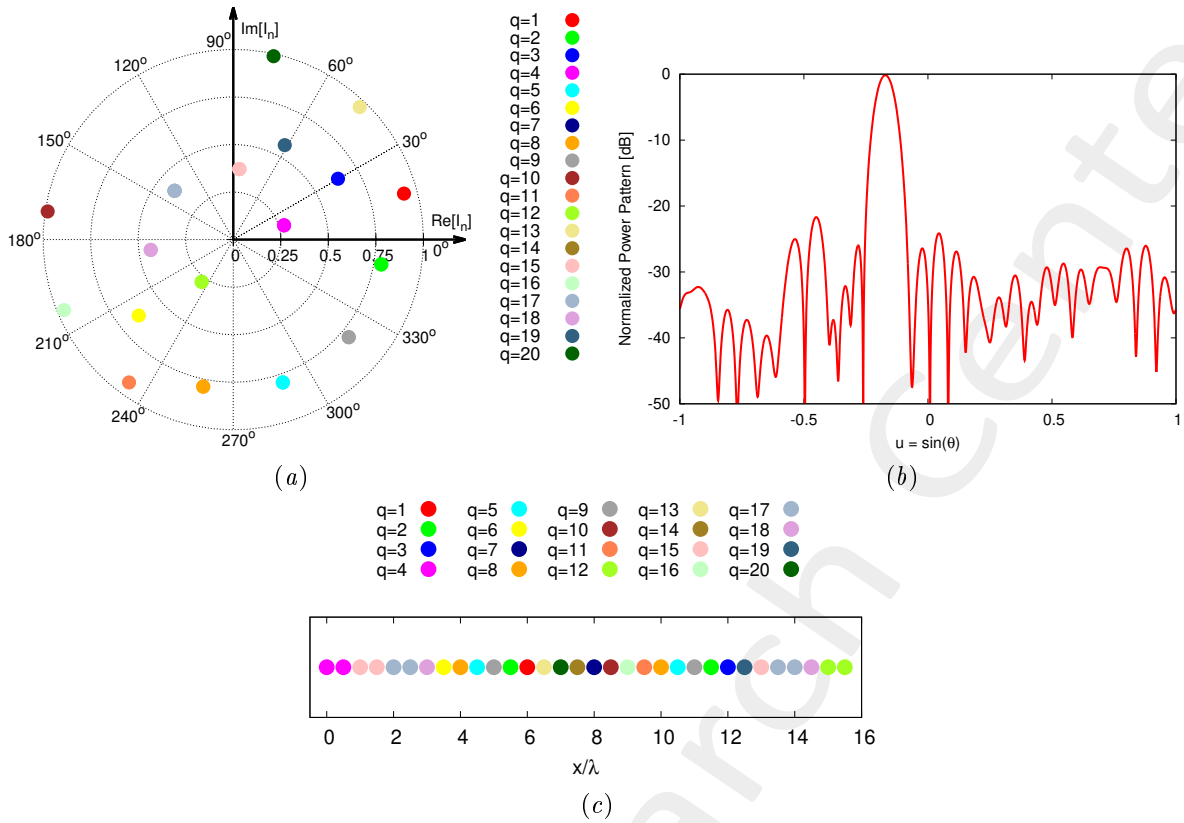 Im[Iₙ]
90°
120°
60°
150°
30°
Re[Iₙ]
180°
0 0.25 0.5 0.75 1 0°
210°
330°
240°
300°
270°
q=1
q=2
q=3
q=4
q=5
q=6
q=7
q=8
q=9
q=10
q=11
q=12
q=13
q=14
q=15
q=16
q=17
q=18
q=19
q=20
(a)
Normalized Power Pattern [dB]
0
-10
-20
-30
-40
-50
-1 -0.5 0 0.5 1
u = sin(θ)
(b)
q=1 q=5 q=9 q=13 q=17
q=2 q=6 q=10 q=14 q=18
q=3 q=7 q=11 q=15 q=19
q=4 q=8 q=12 q=16 q=20
0 2 4 6 8 10 12 14 16
x/λ
(c)